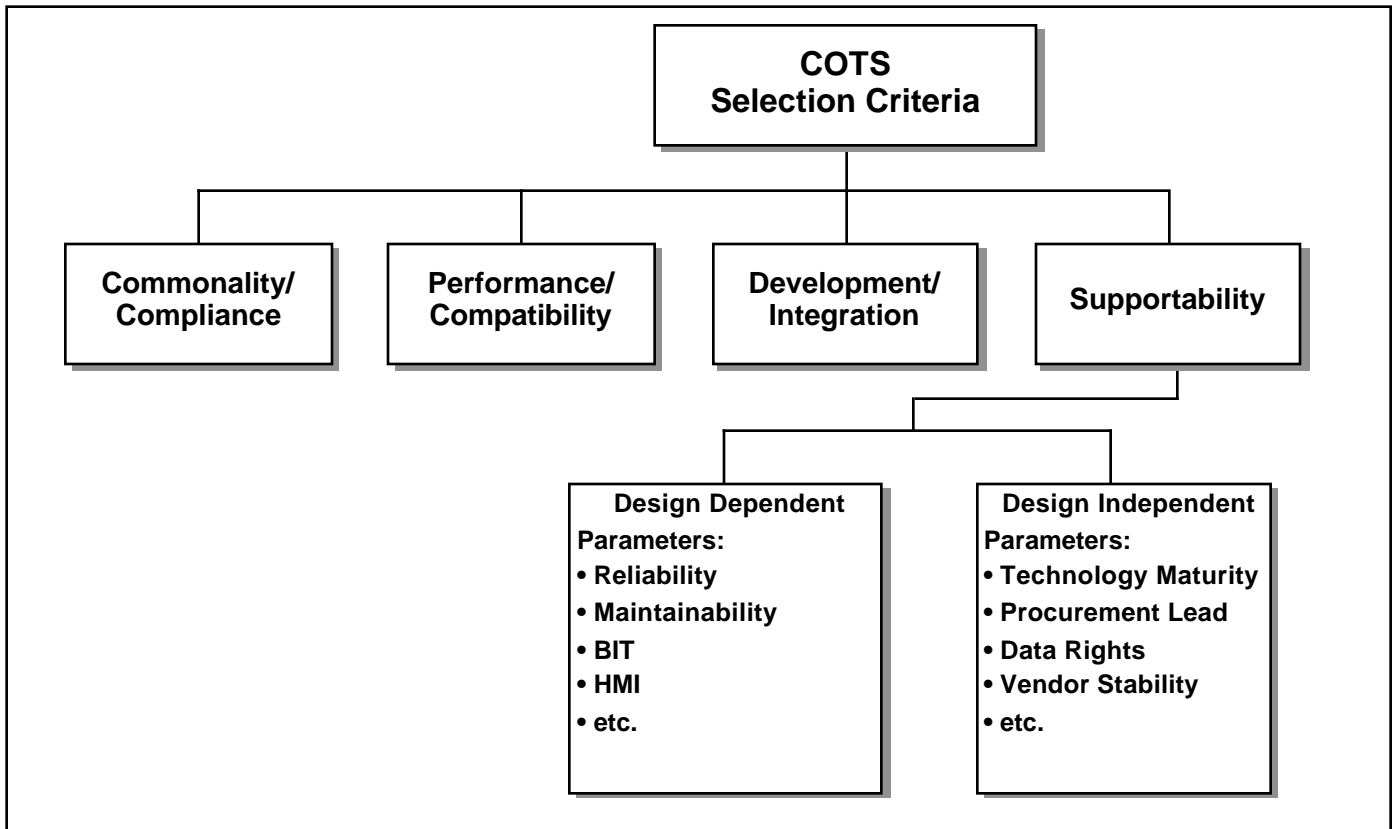 COTS
Selection Criteria
Commonality/
Compliance
Performance/
Compatibility
Development/
Integration
Supportability
Design Dependent
Parameters:
• Reliability
• Maintainability
• BIT
• HMI
• etc.
Design Independent
Parameters:
• Technology Maturity
• Procurement Lead
• Data Rights
• Vendor Stability
• etc.